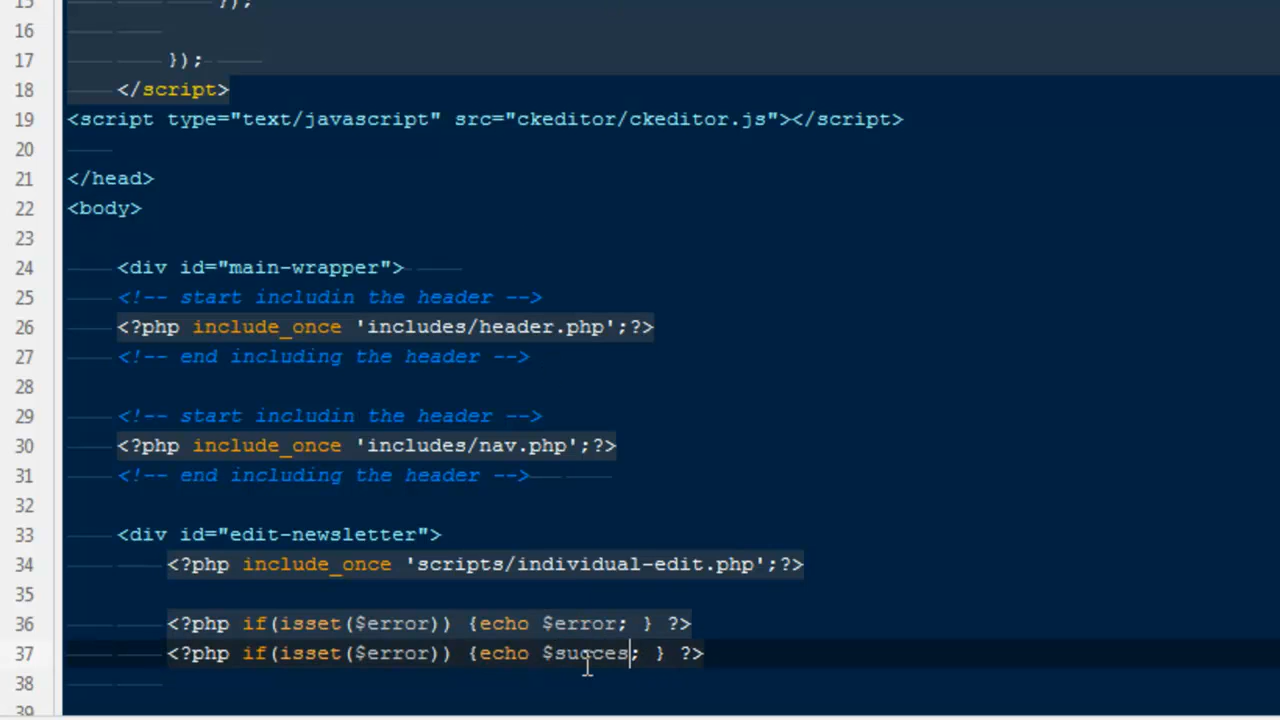 15 });
16
17 });
18 </script>
19 <script type="text/javascript" src="ckeditor/ckeditor.js"></script>
20
21 </head>
22 <body>
23
24 <div id="main-wrapper">
25 <!-- start includin the header -->
26 <?php include_once 'includes/header.php';?>
27 <!-- end including the header -->
28
29 <!-- start includin the header -->
30 <?php include_once 'includes/nav.php';?>
31 <!-- end including the header -->
32
33 <div id="edit-newsletter">
34 <?php include_once 'scripts/individual-edit.php';?>
35
36 <?php if(isset($error)) {echo $error; } ?>
37 <?php if(isset($error)) {echo $succes; } ?>
38
39